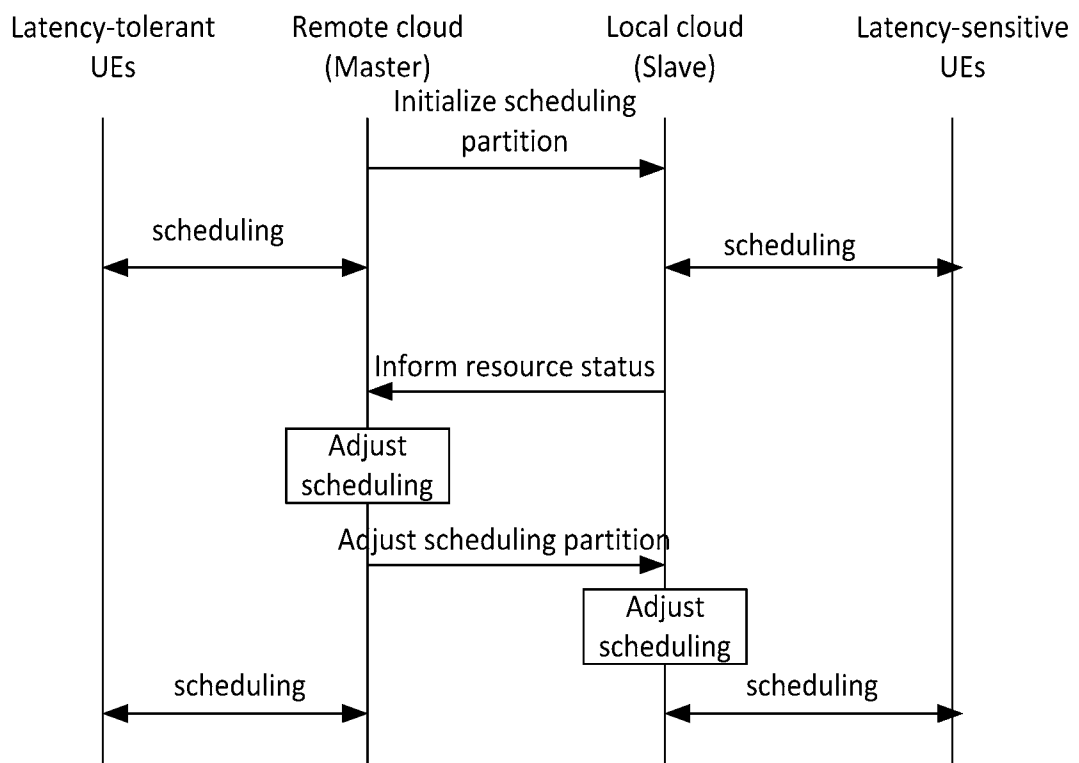 Latency-tolerant
UEs
Remote cloud
(Master)
Local cloud
(Slave)
Latency-sensitive
UEs
Initialize scheduling
partition
scheduling
scheduling
Inform resource status
Adjust
scheduling
Adjust scheduling partition
Adjust
scheduling
scheduling
scheduling